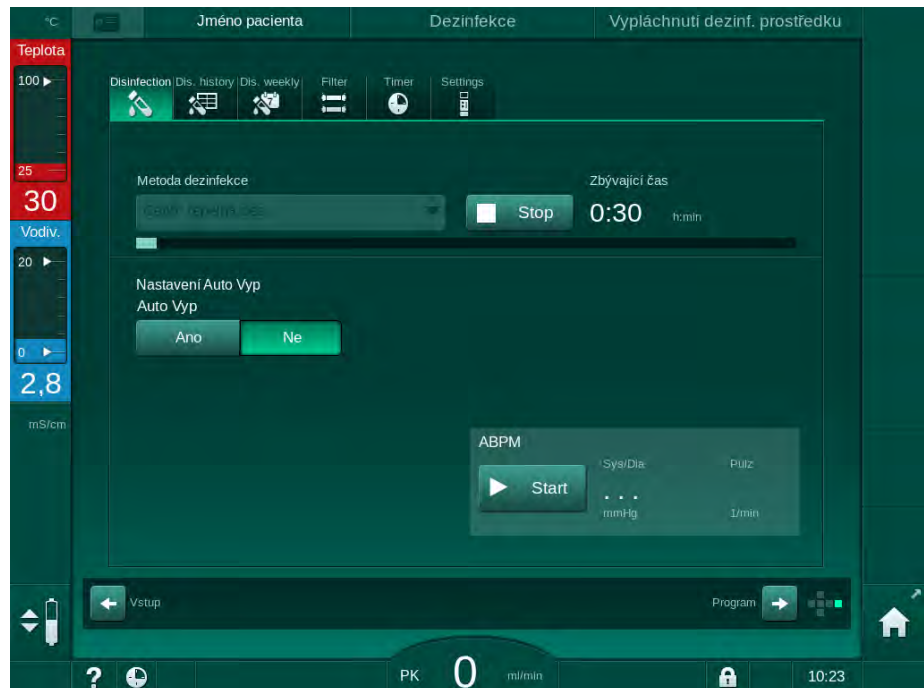 °C
Jméno pacienta
Dezinfekce
Vypláchnutí dezinf. prostředku
Teplota
100
25
30
Vodiv.
20
0
2,8
mS/cm
Disinfection
Dis. history
Dis. weekly
Filter
Timer
Settings
Metoda dezinfekce
Stop
Zbývající čas
0:30 h:min
Nastavení Auto Vyp
Auto Vyp
Ano
Ne
ABPM
Start
Sys/Dia
Pulz
. . .
mmHg
1/min
Vstup
Program
?
PK 0 ml/min
10:23